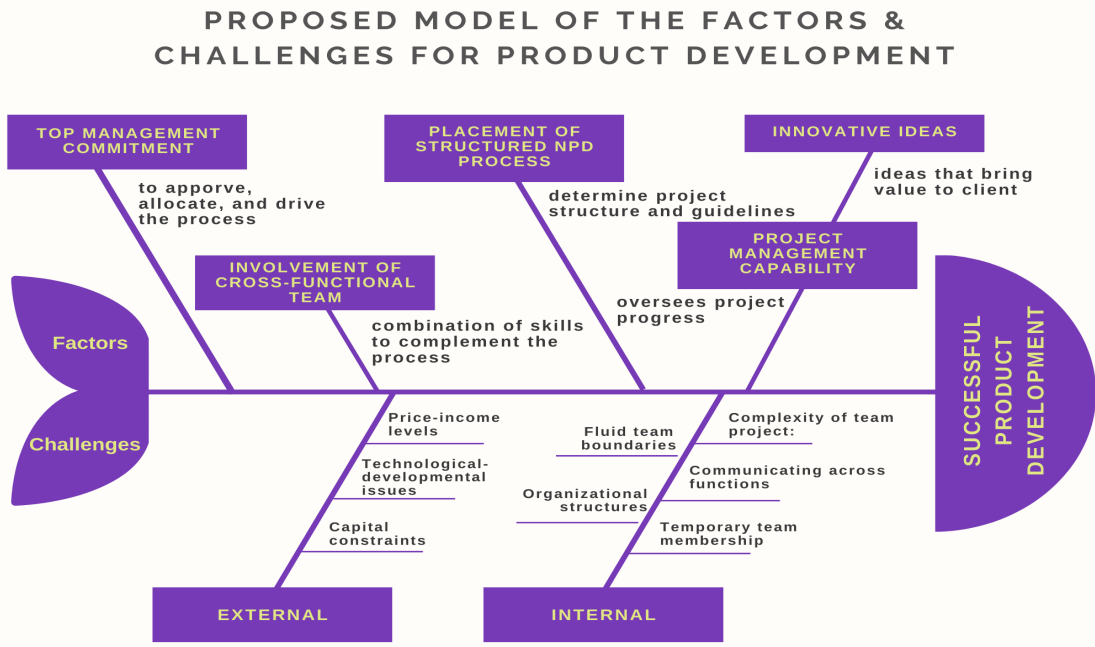 PROPOSED MODEL OF THE FACTORS &
CHALLENGES FOR PRODUCT DEVELOPMENT
TOP MANAGEMENT
COMMITMENT
to apporve,
allocate, and drive
the process
PLACEMENT OF
STRUCTURED NPD
PROCESS
determine project
structure and guidelines
INNOVATIVE IDEAS
ideas that bring
value to client
INVOLVEMENT OF
CROSS-FUNCTIONAL
TEAM
combination of skills
to complement the
process
PROJECT
MANAGEMENT
CAPABILITY
oversees project
progress
Factors
Challenges
SUCCESSFUL
PRODUCT
DEVELOPMENT
Price-income
levels
Technological-
developmental
issues
Capital
constraints
EXTERNAL
Fluid team
boundaries
Organizational
structures
Complexity of team
project:
Communicating across
functions
Temporary team
membership
INTERNAL